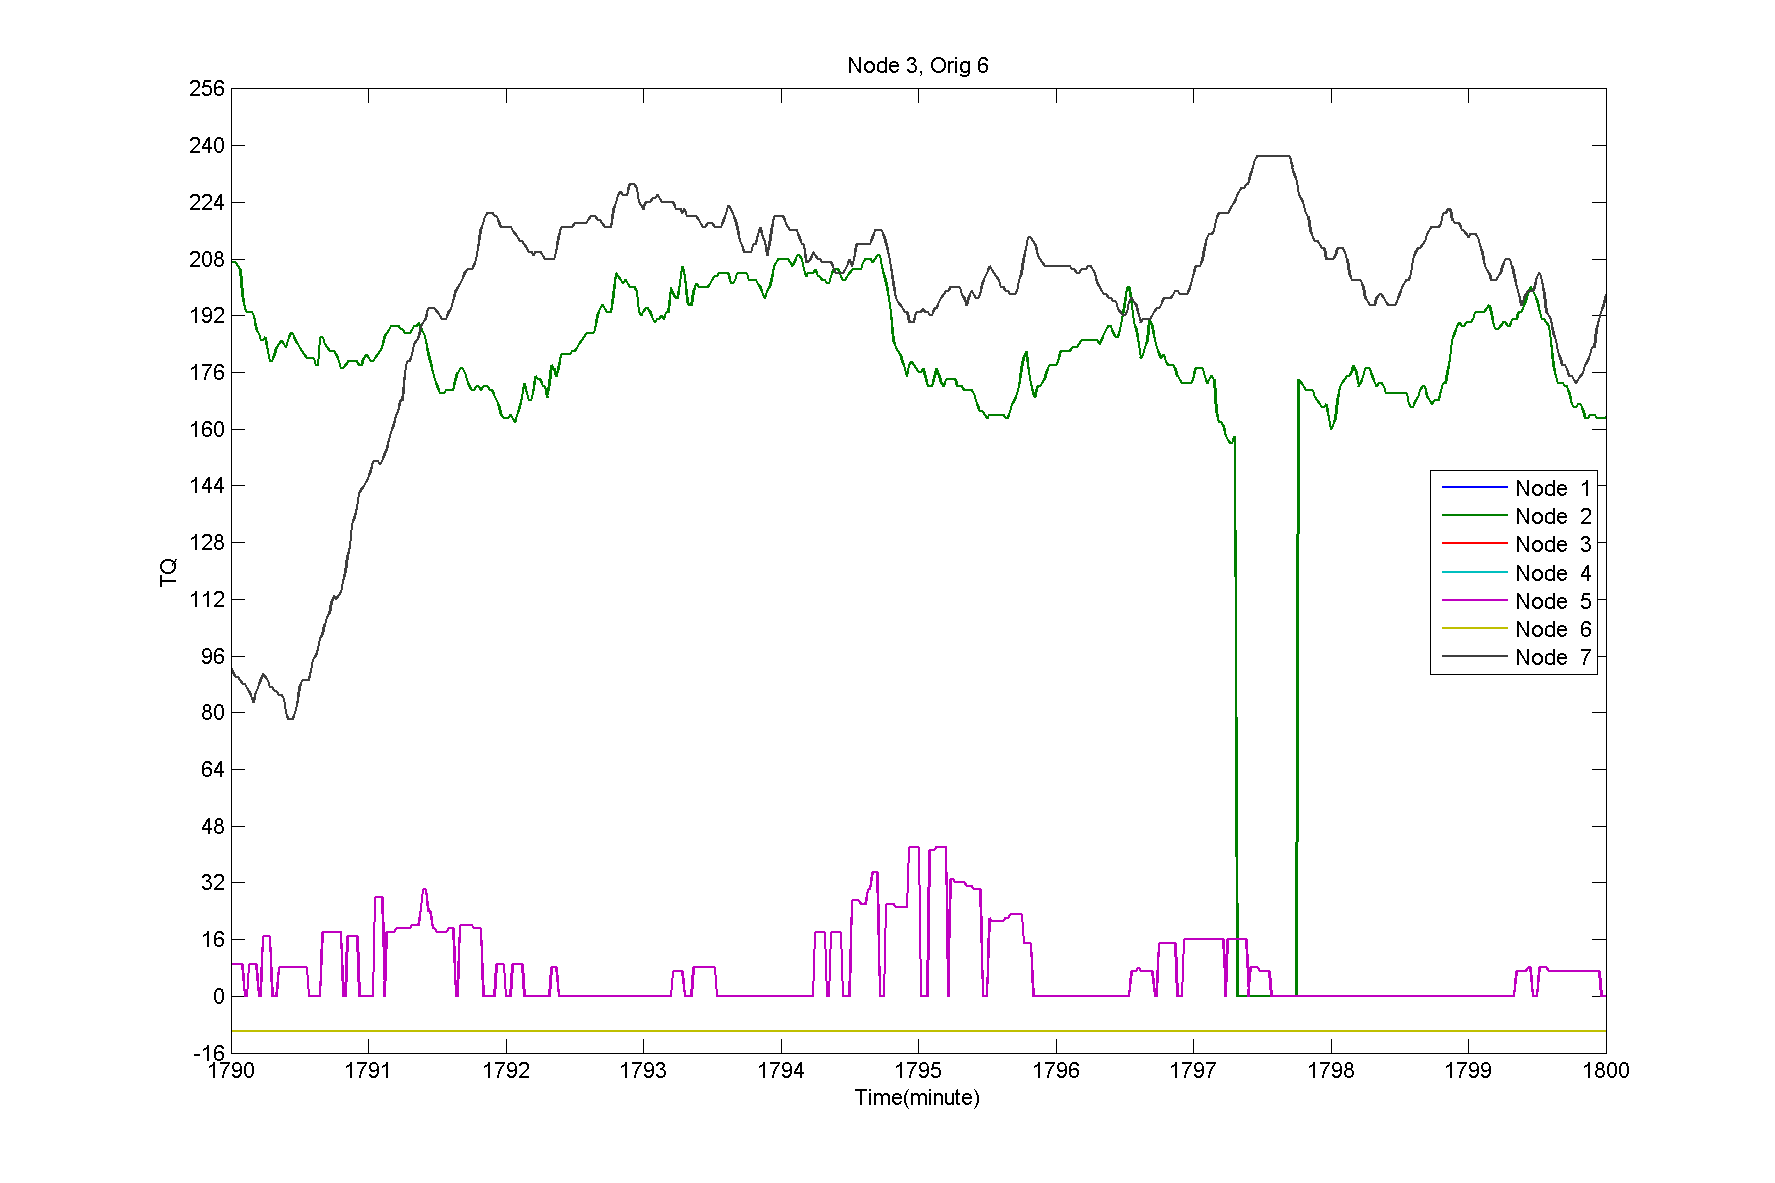 Node 3, Orig 6
256
240
224
208
192
176
160
144
128
112
96
80
64
48
32
16
0
-16
TQ
Node 1
Node 2
Node 3
Node 4
Node 5
Node 6
Node 7
1790 1791 1792 1793 1794 1795 1796 1797 1798 1799 1800
Time(minute)